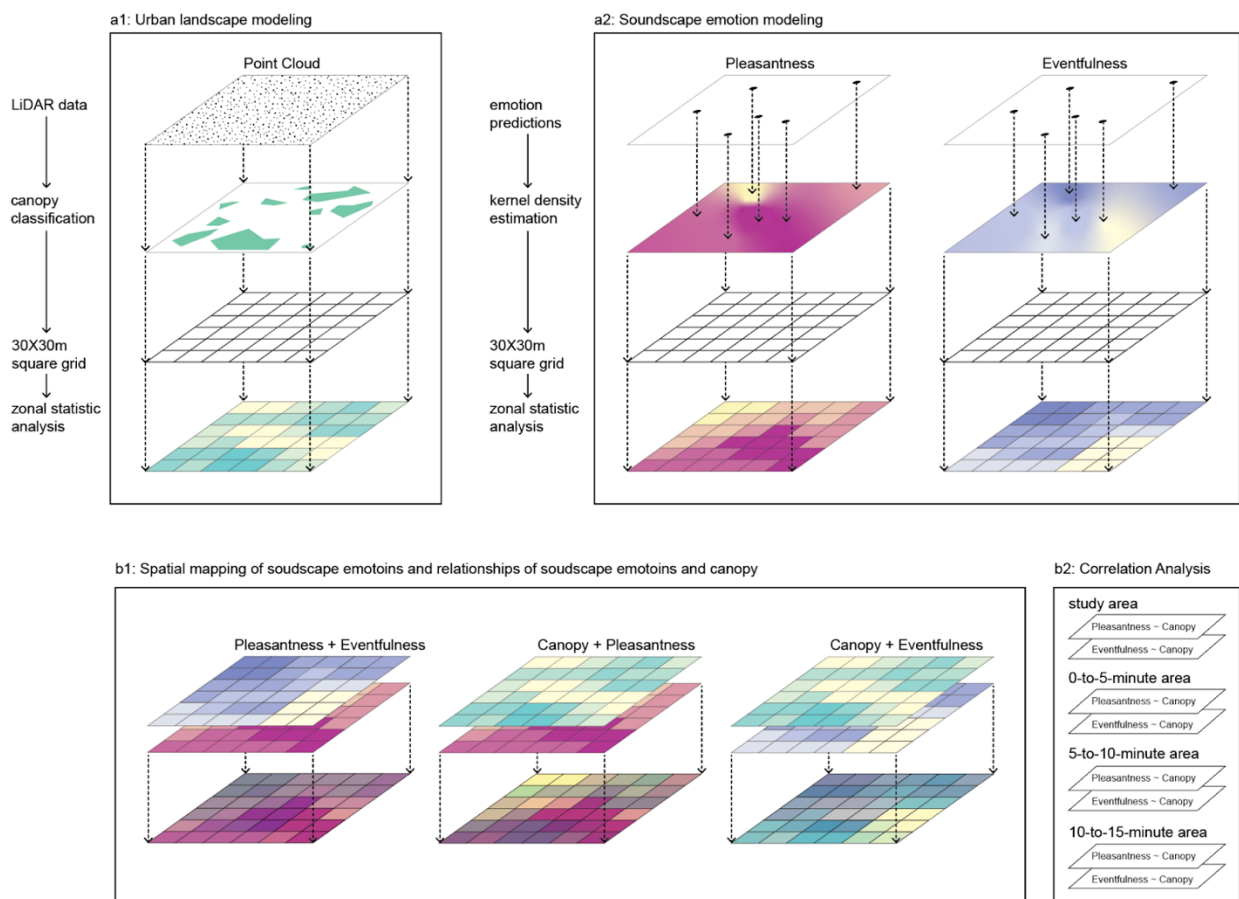 a1: Urban landscape modeling
Point Cloud
LiDAR data
canopy
classification
30X30m
square grid
zonal statistic
analysis
a2: Soundscape emotion modeling
Pleasantness
Eventfulness
emotion
predictions
kernel density
estimation
30X30m
square grid
zonal statistic
analysis
b1: Spatial mapping of soudscape emotoins and relationships of soudscape emotoins and canopy
Pleasantness + Eventfulness
Canopy + Pleasantness
Canopy + Eventfulness
b2: Correlation Analysis
study area
Pleasantness ~ Canopy
Eventfulness ~ Canopy
0-to-5-minute area
Pleasantness ~ Canopy
Eventfulness ~ Canopy
5-to-10-minute area
Pleasantness ~ Canopy
Eventfulness ~ Canopy
10-to-15-minute area
Pleasantness ~ Canopy
Eventfulness ~ Canopy